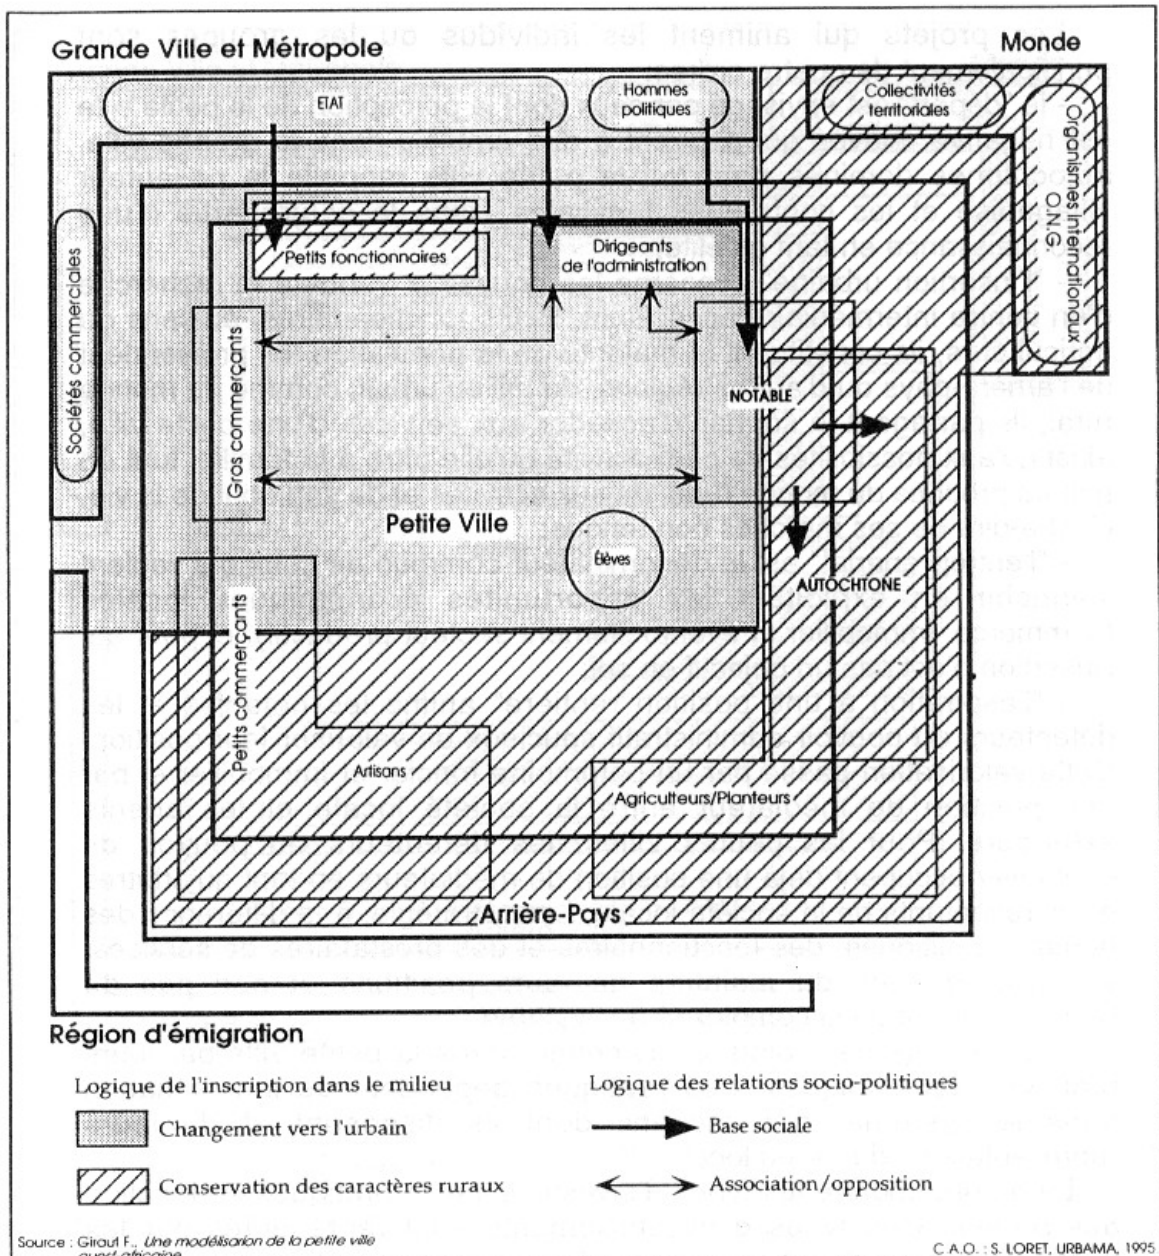 Grande Ville et Métropole
Monde
ETAT
Hommes
politiques
Collectivités
territoriales
Organismes internationaux
O.N.G.
Sociétés commerciales
Petits fonctionnaires
Dirigeants
de l'administration
Gros commerçants
NOTABLE
Petite Ville
Élèves
AUTOCHTONE
Petits commerçants
Artisans
Agriculteurs/Planteurs
Arrière-Pays
Région d'émigration
Logique de l'inscription dans le milieu
Logique des relations socio-politiques
Changement vers l'urbain
Base sociale
Conservation des caractères ruraux
Association/opposition
Source : Giraut F., Une modélisation de la petite ville
ouest-africaine
C.A.O. : S. LORET, URBAMA, 1995